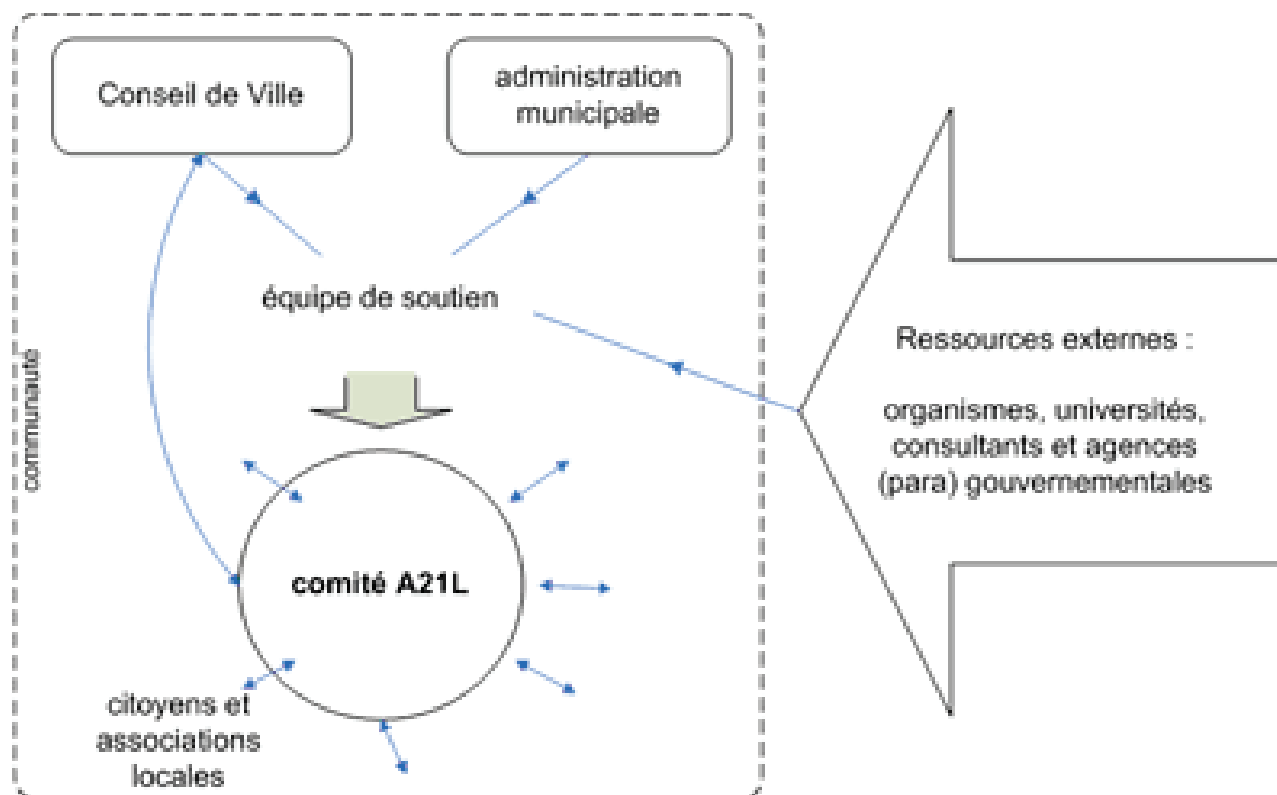 Conseil de Ville
administration
municipale
équipe de soutien
communauté
Ressources externes :
organismes, universités,
consultants et agences
(para) gouvernementales
comité A21L
citoyens et
associations
locales